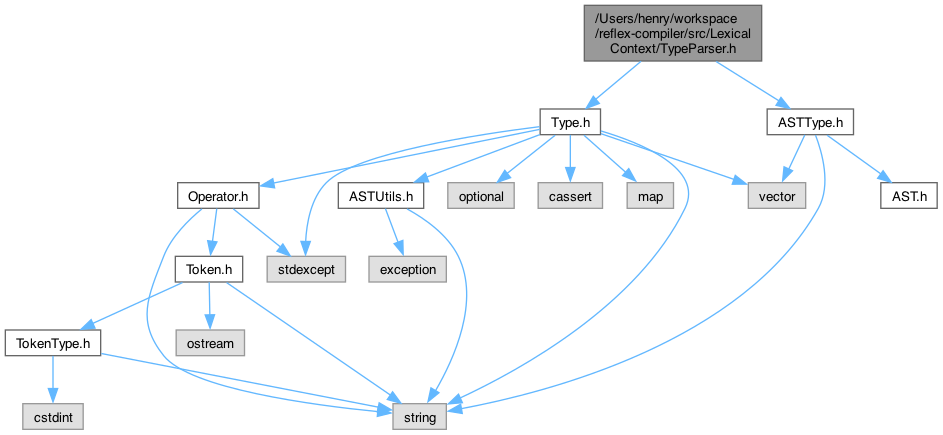 /Users/henry/workspace
/reflex-compiler/src/Lexical
Context/TypeParser.h
Type.h
ASTType.h
Operator.h
ASTUtils.h
optional
cassert
map
vector
AST.h
Token.h
stdexcept
exception
TokenType.h
ostream
cstdint
string